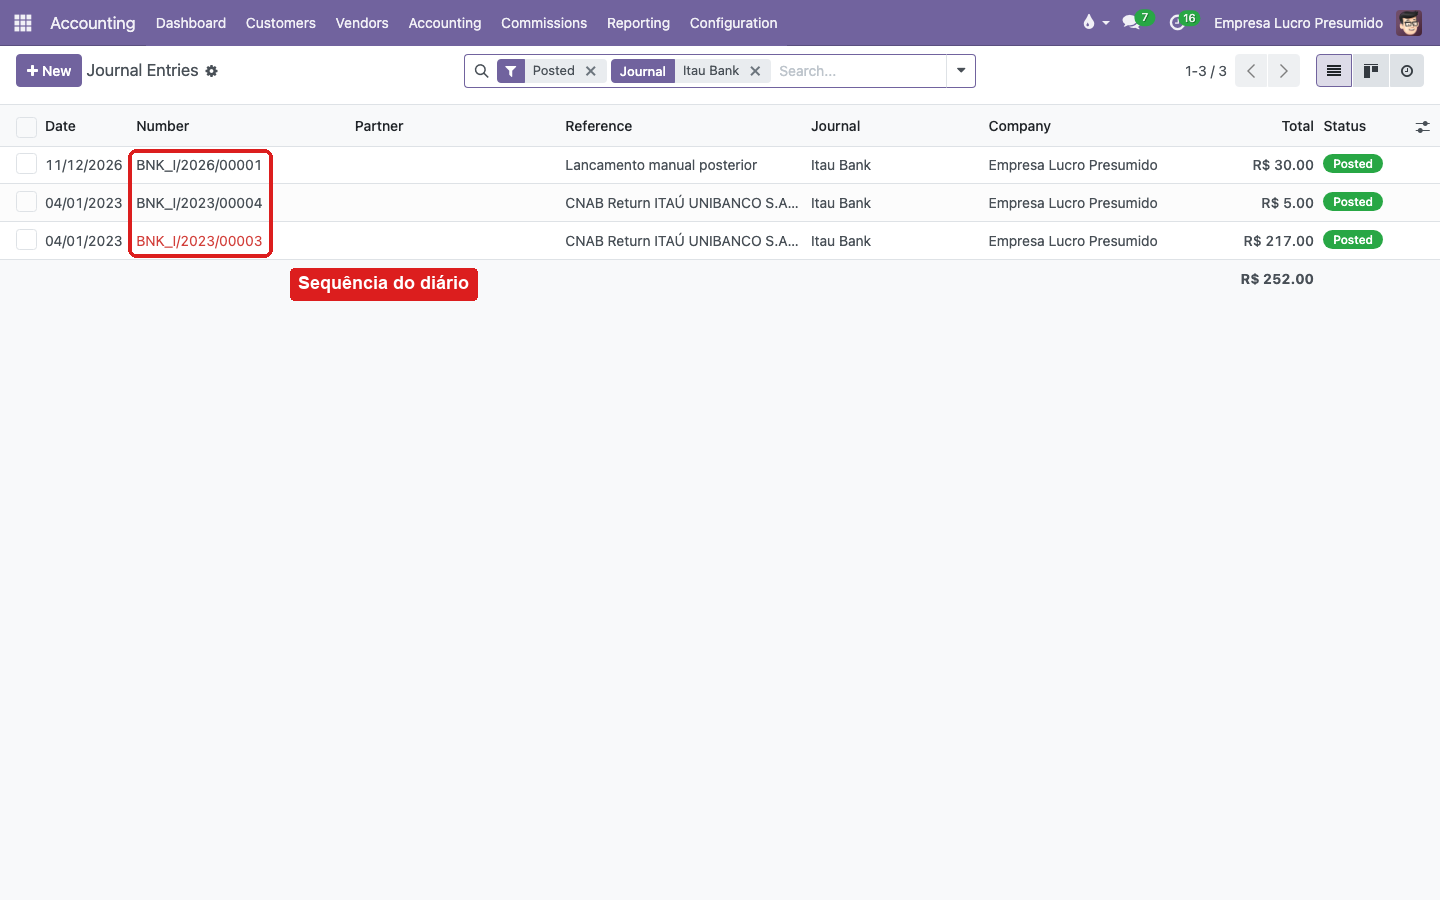 Accounting Dashboard Customers Vendors Accounting Commissions Reporting Configuration 7 16 Empresa Lucro Presumido
New Journal Entries Posted Journal Itau Bank Search... 1-3 / 3
Date Number Partner Reference Journal Company Total Status
11/12/2026 BNK_I/2026/00001 Lancamento manual posterior Itau Bank Empresa Lucro Presumido R$ 30.00 Posted
04/01/2023 BNK_I/2023/00004 CNAB Return ITAÚ UNIBANCO S.A... Itau Bank Empresa Lucro Presumido R$ 5.00 Posted
04/01/2023 BNK_I/2023/00003 CNAB Return ITAÚ UNIBANCO S.A... Itau Bank Empresa Lucro Presumido R$ 217.00 Posted
R$ 252.00
Sequência do diário